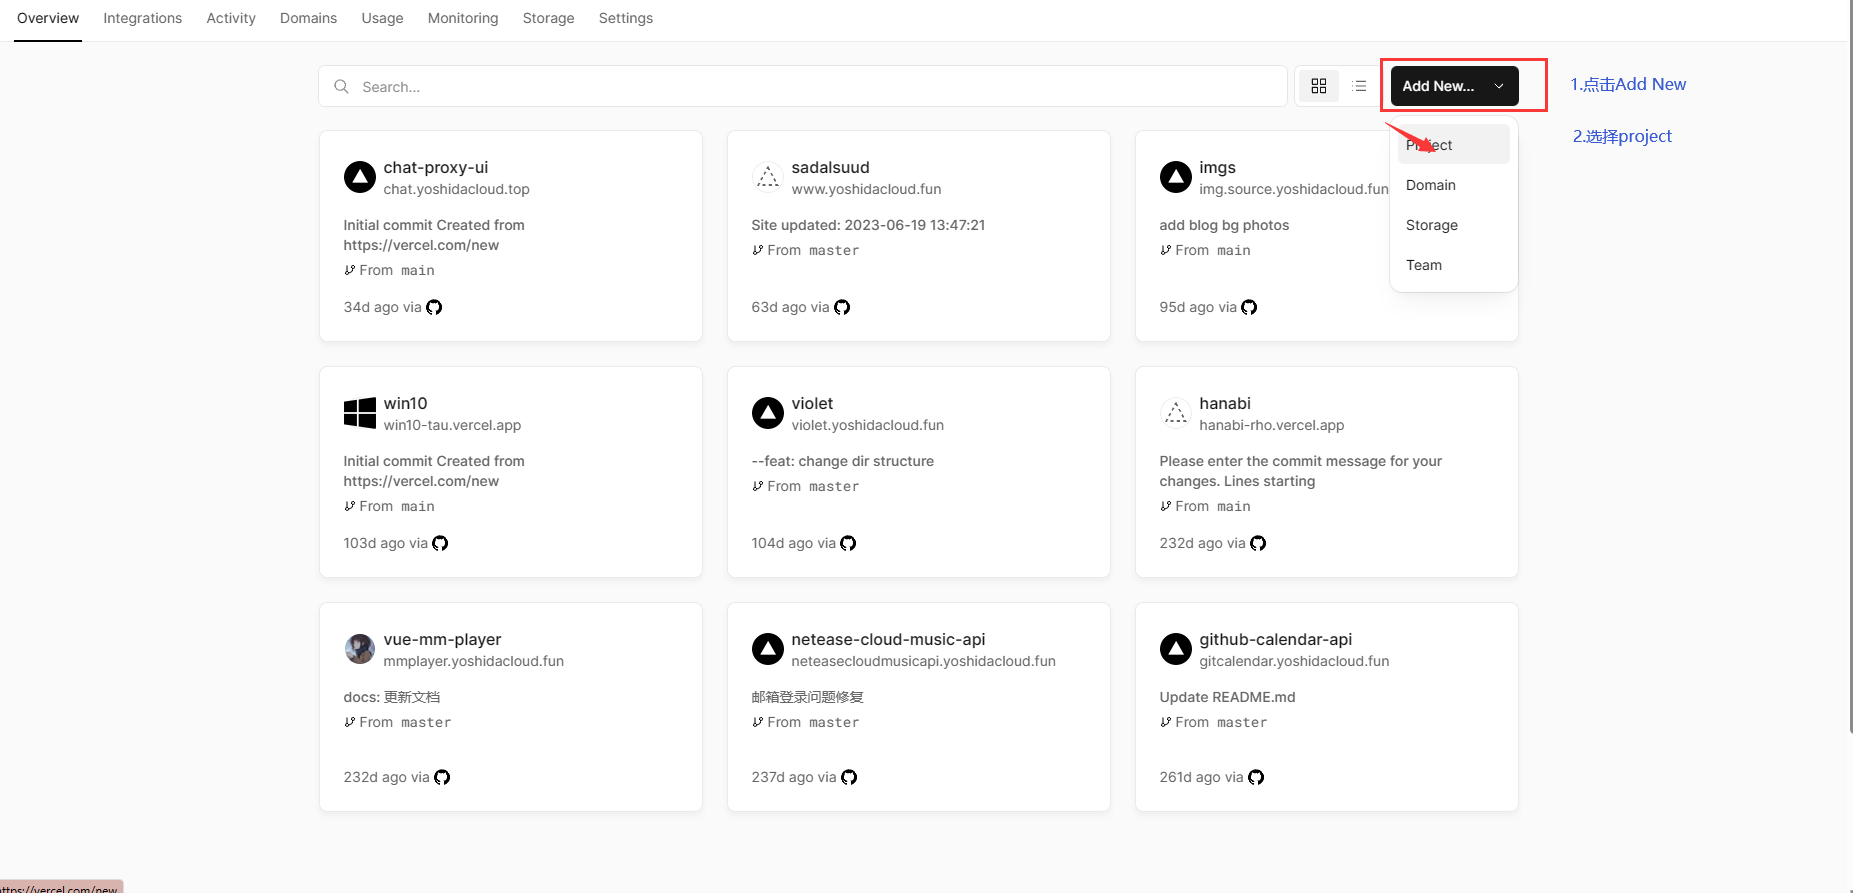 Overview Integrations Activity Domains Usage Monitoring Storage Settings
Search...
Add New...
1.点击Add New
2.选择project
Project
Domain
Storage
Team
chat-proxy-ui
chat.yoshidacloud.top
Initial commit Created from
https://vercel.com/new
From main
34d ago via
sadalsuud
www.yoshidacloud.fun
Site updated: 2023-06-19 13:47:21
From master
63d ago via
imgs
img.source.yoshidacloud.fun
add blog bg photos
From main
95d ago via
win10
win10-tau.vercel.app
Initial commit Created from
https://vercel.com/new
From main
103d ago via
violet
violet.yoshidacloud.fun
--feat: change dir structure
From master
104d ago via
hanabi
hanabi-rho.vercel.app
Please enter the commit message for your
changes. Lines starting
From main
232d ago via
vue-mm-player
mmplayer.yoshidacloud.fun
docs: 更新文档
From master
232d ago via
netease-cloud-music-api
neteasecloudmusicapi.yoshidacloud.fun
邮箱登录问题修复
From master
237d ago via
github-calendar-api
gitcalendar.yoshidacloud.fun
Update README.md
From master
261d ago via
https://vercel.com/new